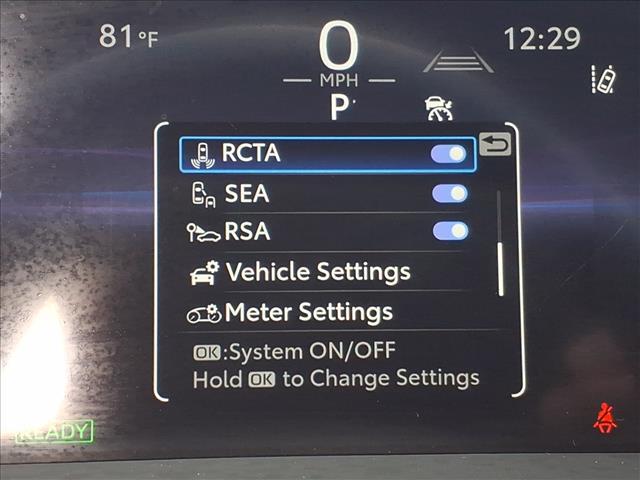 81°F
0
MPH
12:29
P
RCTA
SEA
RSA
Vehicle Settings
Meter Settings
OK:System ON/OFF
Hold OK to Change Settings
READY